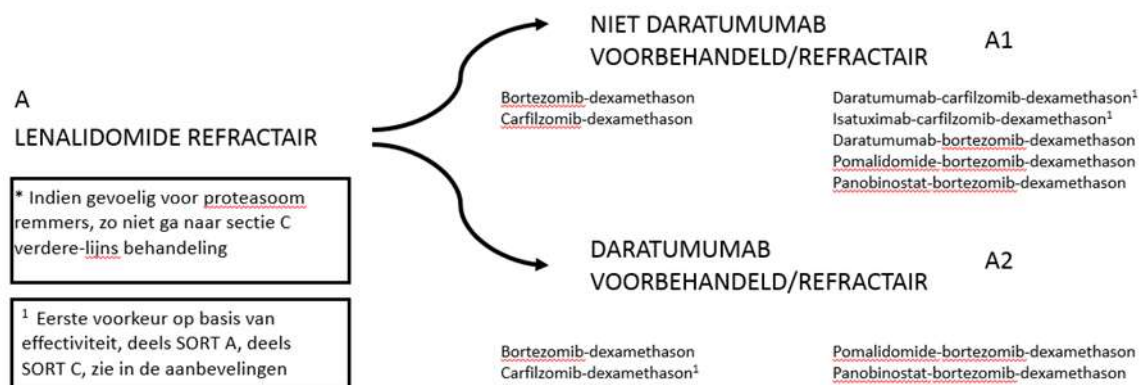 A
LENALIDOMIDE REFRACTAIR
* Indien gevoelig voor proteasoom
remmers, zo niet ga naar sectie C
verdere-lijns behandeling
¹ Eerste voorkeur op basis van
effectiviteit, deels SORT A, deels
SORT C, zie in de aanbevelingen
NIET DARATUMUMAB
VOORBEHANDELD/REFRACTAIR
A1
Bortezomib-dexamethason
Carfilzomib-dexamethason
Daratumumab-carfilzomib-dexamethason¹
Isatuximab-carfilzomib-dexamethason¹
Daratumumab-bortezomib-dexamethason
Pomalidomide-bortezomib-dexamethason
Panobinostat-bortezomib-dexamethason
DARATUMUMAB
VOORBEHANDELD/REFRACTAIR
A2
Bortezomib-dexamethason
Carfilzomib-dexamethason¹
Pomalidomide-bortezomib-dexamethason
Panobinostat-bortezomib-dexamethason